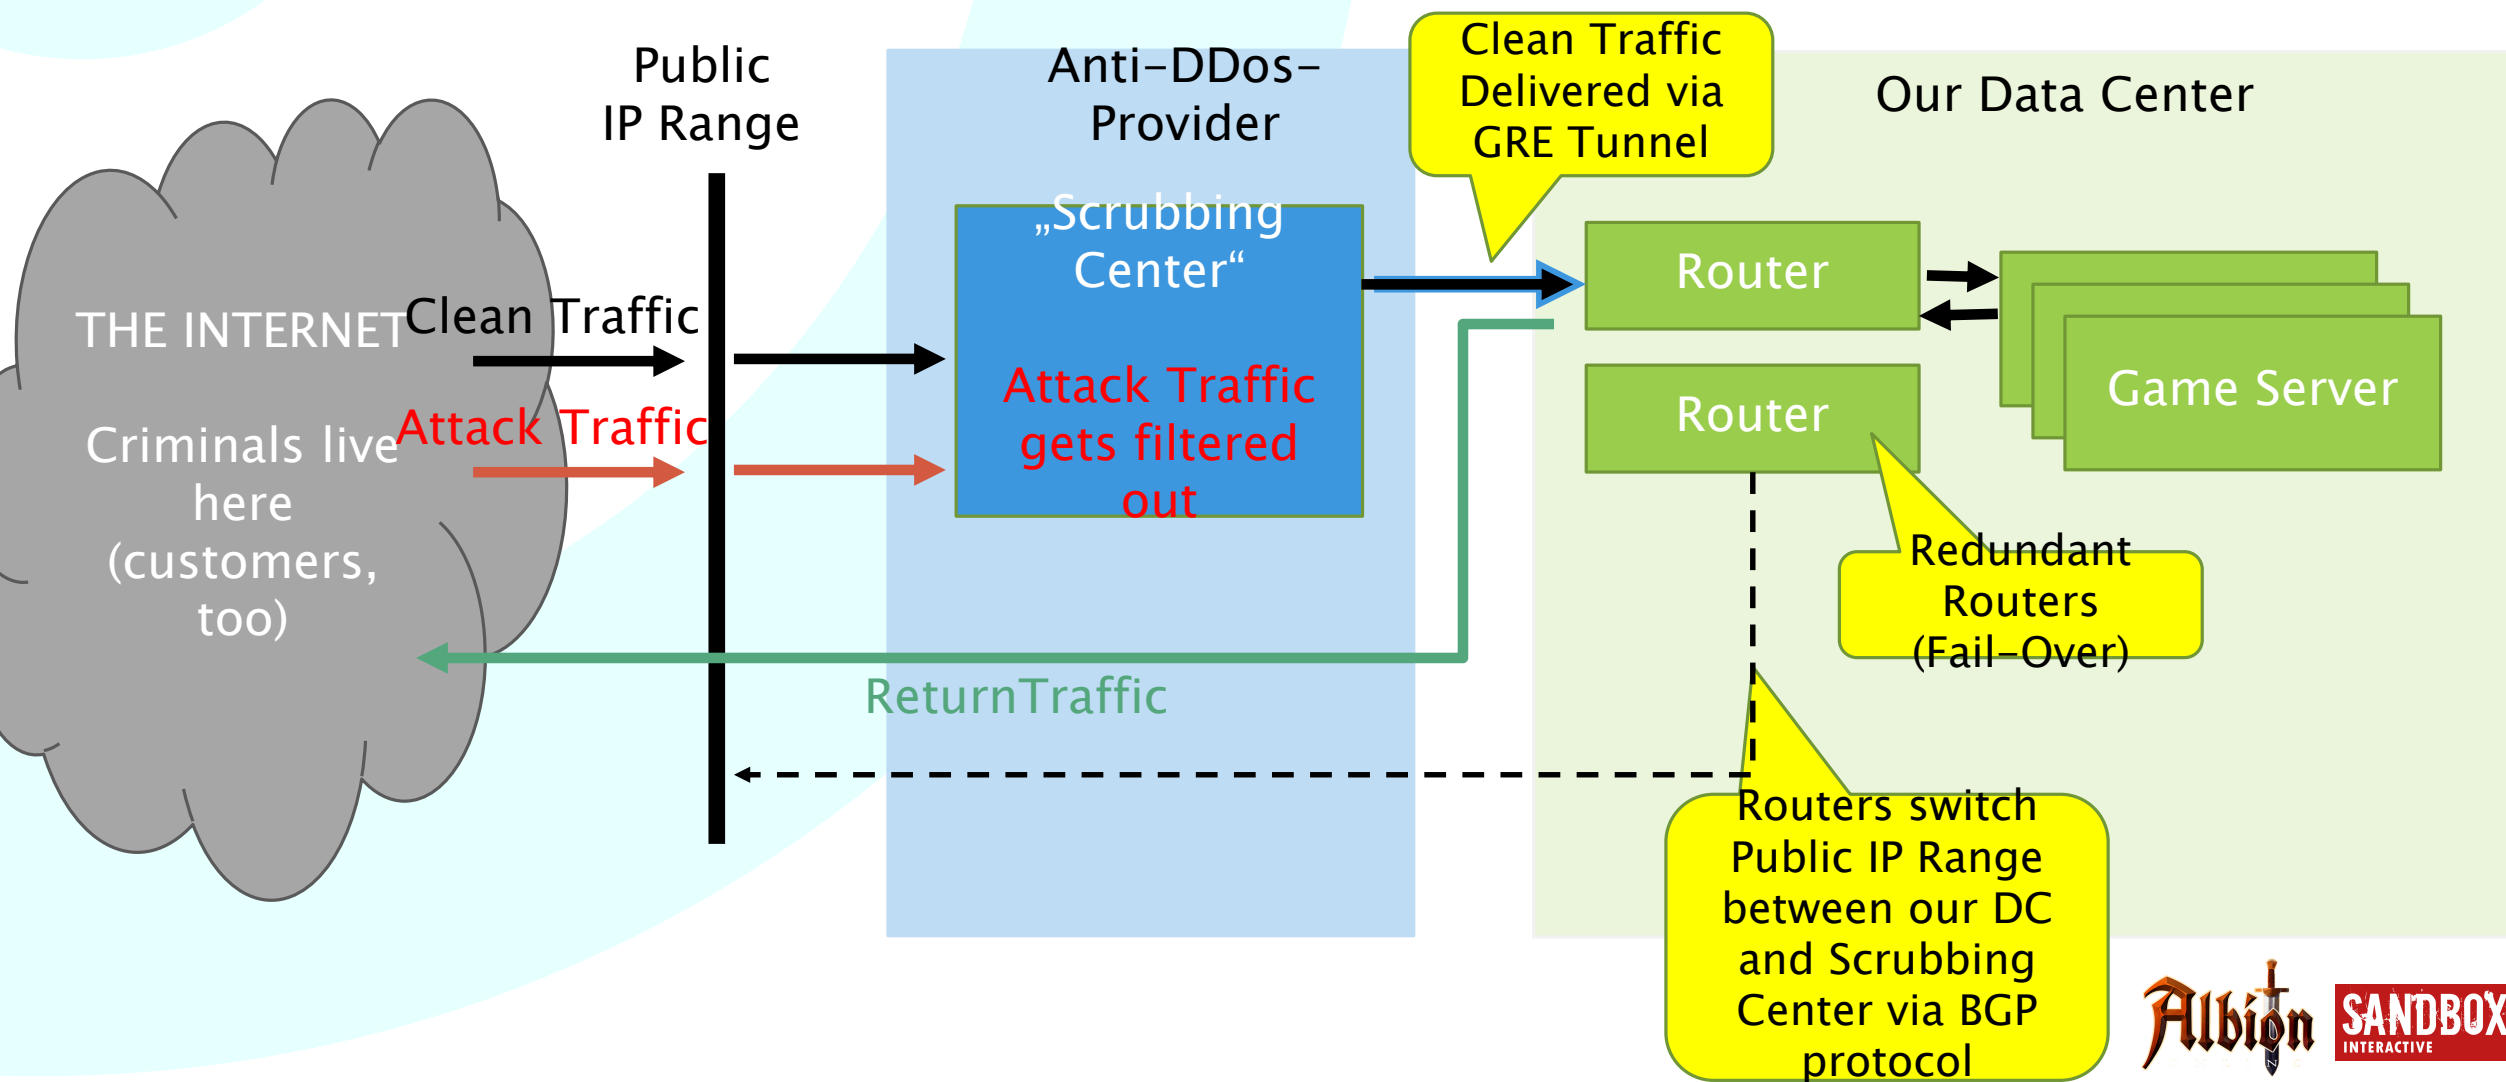 Public
IP Range
Anti-DDos-
Provider
Clean Traffic
Delivered via
GRE Tunnel
Our Data Center
THE INTERNET
Criminals live
here
(customers,
too)
Clean Traffic
Attack Traffic
„Scrubbing
Center“
Attack Traffic
gets filtered
out
Router
Router
Game Server
Redundant
Routers
(Fail-Over)
ReturnTraffic
Routers switch
Public IP Range
between our DC
and Scrubbing
Center via BGP
protocol
Albion
SANDBOX
INTERACTIVE